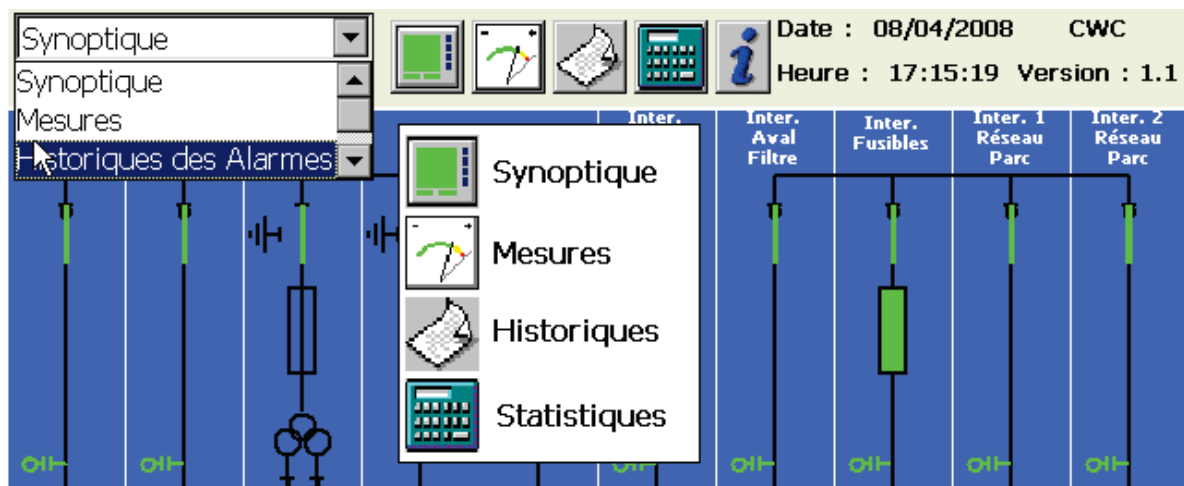 Synoptique
Synoptique
Mesures
Historiques des Alarmes
Date : 08/04/2008 CWC
Heure : 17:15:19 Version : 1.1
Synoptique
Mesures
Historiques
Statistiques
Inter.
Inter.
Aval
Filtre
Inter.
Fusibles
Inter. 1
Réseau
Parc
Inter. 2
Réseau
Parc